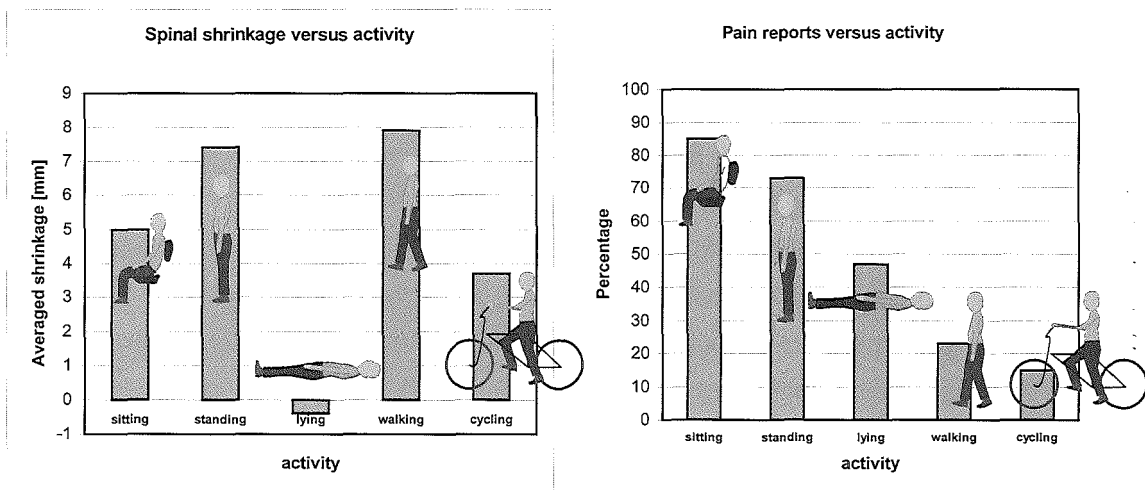 Spinal shrinkage versus activity
9
8
7
6
5
4
3
2
1
0
-1
Averaged shrinkage [mm]
sitting standing lying walking cycling
activity
Pain reports versus activity
100
90
80
70
60
50
40
30
20
10
0
Percentage
sitting standing lying walking cycling
activity